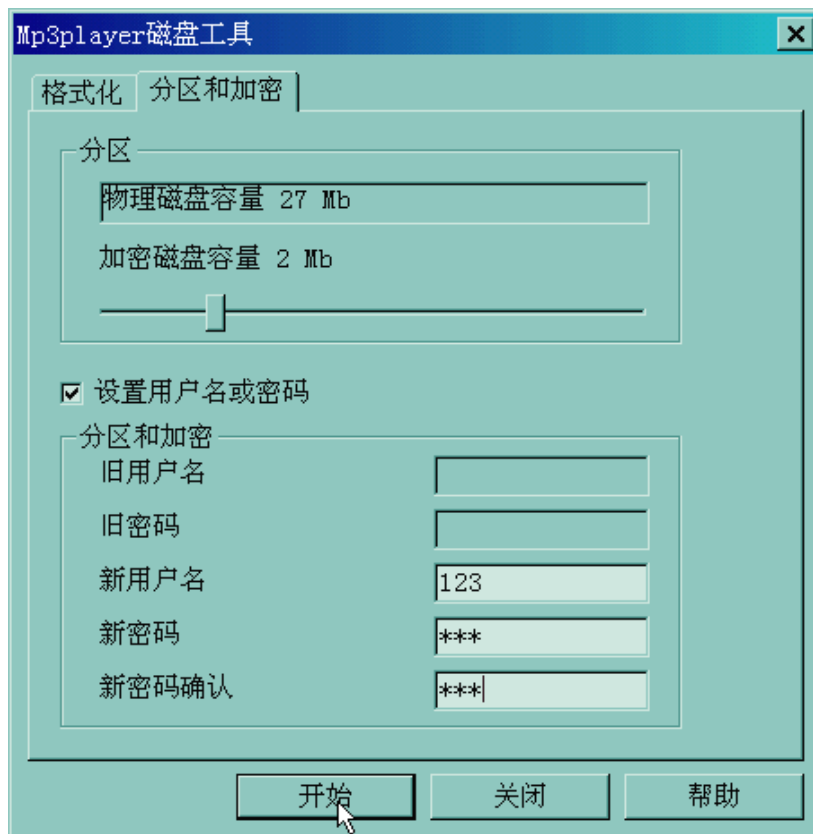 Mp3player磁盘工具
格式化 分区和加密
分区
物理磁盘容量 27 Mb
加密磁盘容量 2 Mb
设置用户名或密码
分区和加密
旧用户名
旧密码
新用户名 123
新密码 ***
新密码确认 ***
开始 关闭 帮助